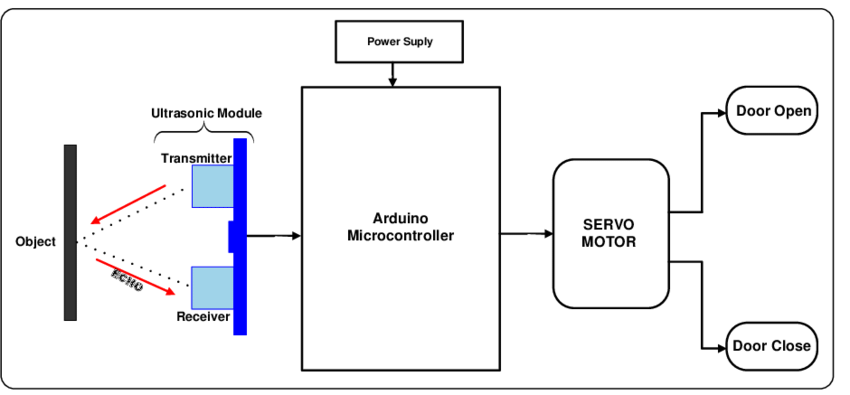 Power Suply
Ultrasonic Module
Transmitter
Object
ECHO
Receiver
Arduino
Microcontroller
SERVO
MOTOR
Door Open
Door Close